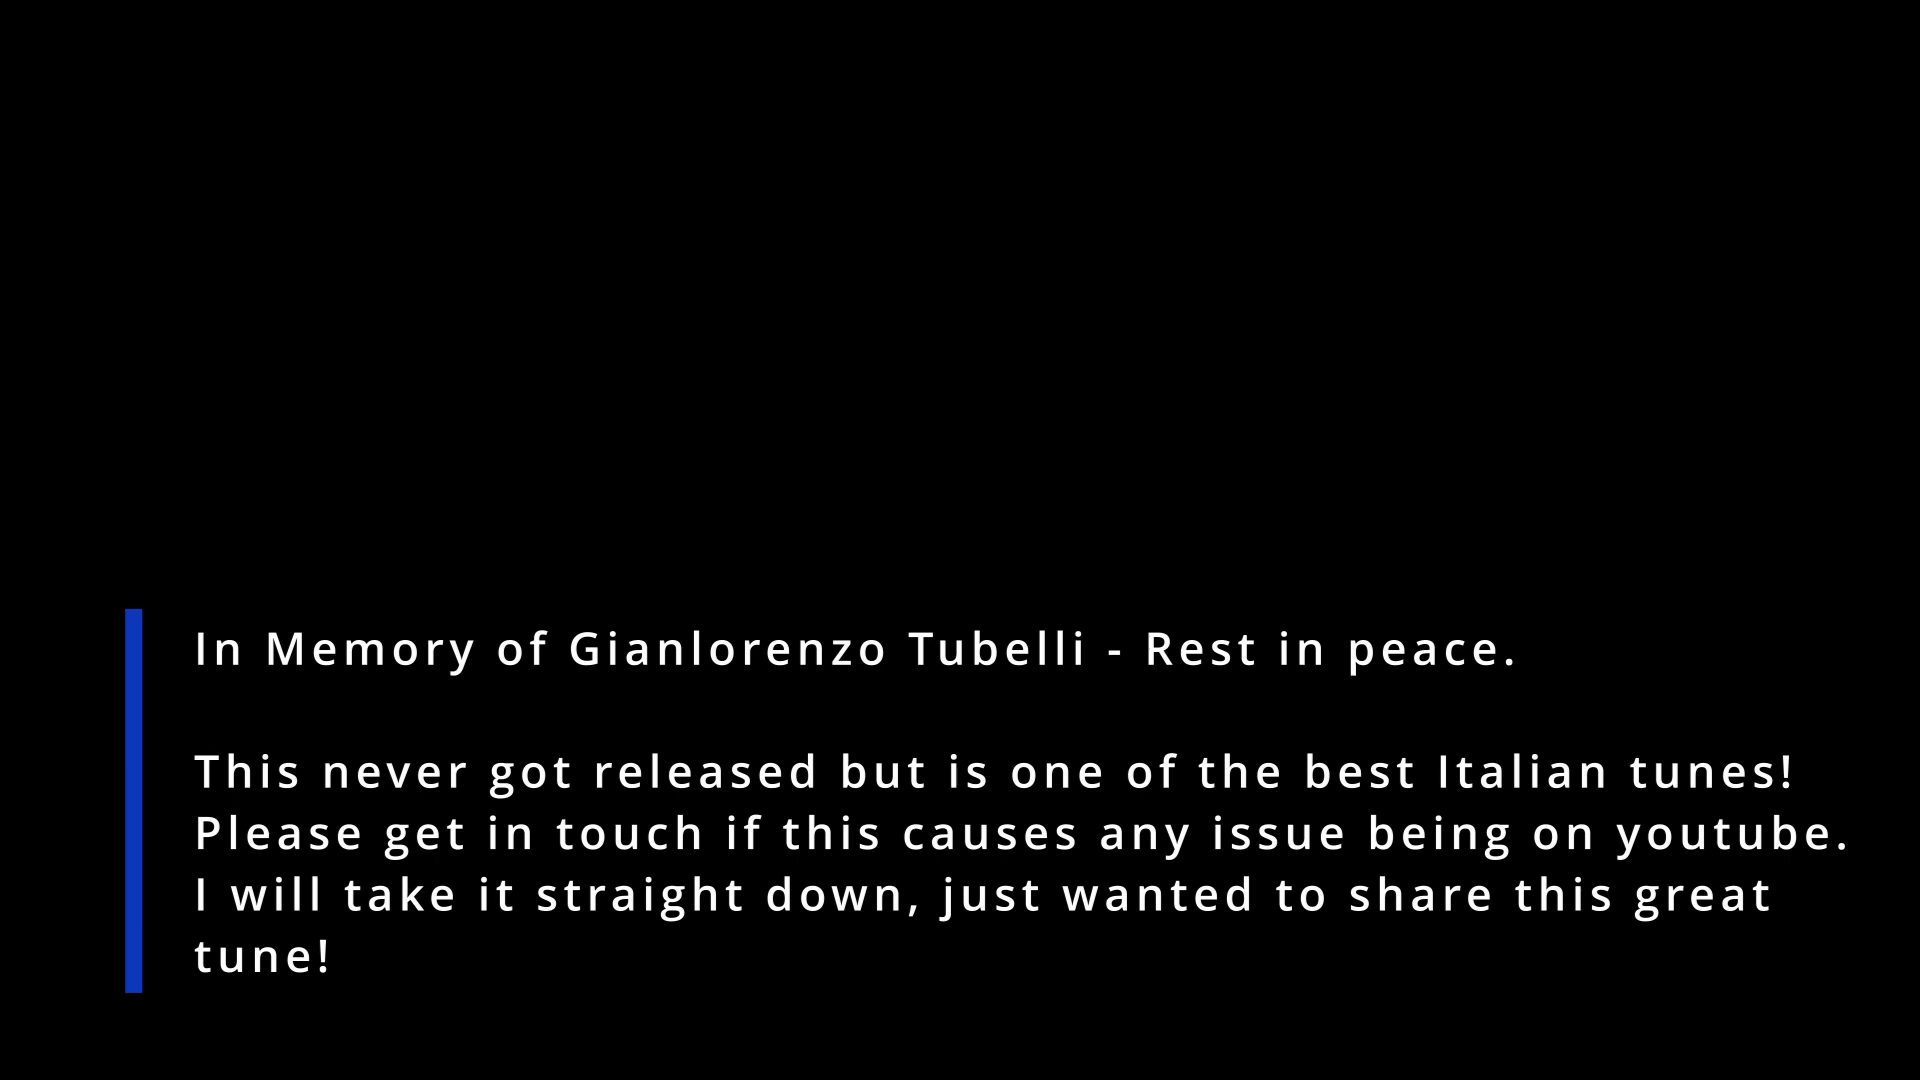 In Memory of Gianlorenzo Tubelli - Rest in peace.
This never got released but is one of the best Italian tunes!
Please get in touch if this causes any issue being on youtube.
I will take it straight down, just wanted to share this great
tune!